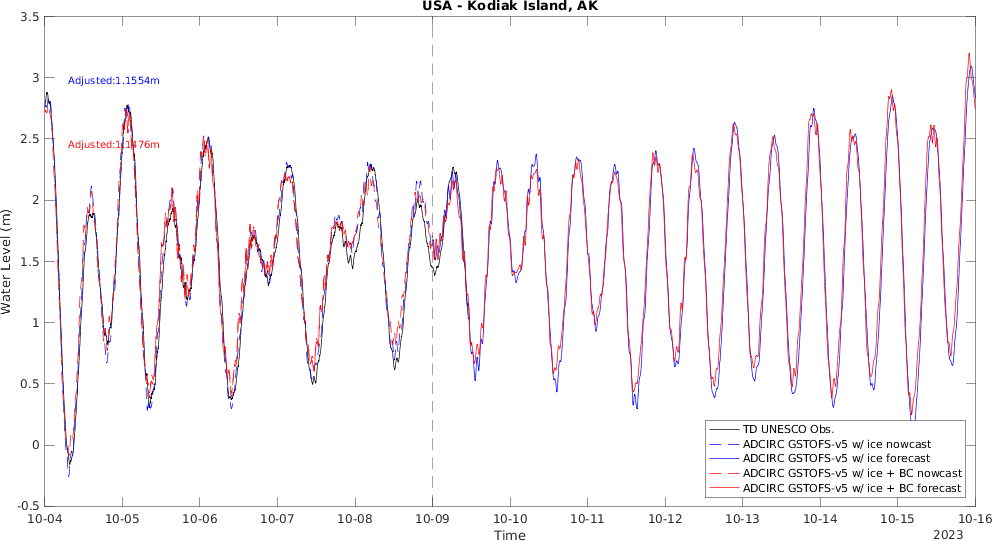 USA - Kodiak Island, AK
3.5
3
2.5
2
1.5
1
0.5
0
-0.5
Water Level (m)
Adjusted:1.1554m
Adjusted:1.1476m
TD UNESCO Obs.
ADCIRC GSTOFS-v5 w/ ice nowcast
ADCIRC GSTOFS-v5 w/ ice forecast
ADCIRC GSTOFS-v5 w/ ice + BC nowcast
ADCIRC GSTOFS-v5 w/ ice + BC forecast
10-04 10-05 10-06 10-07 10-08 10-09 10-10 10-11 10-12 10-13 10-14 10-15 10-16
Time
2023